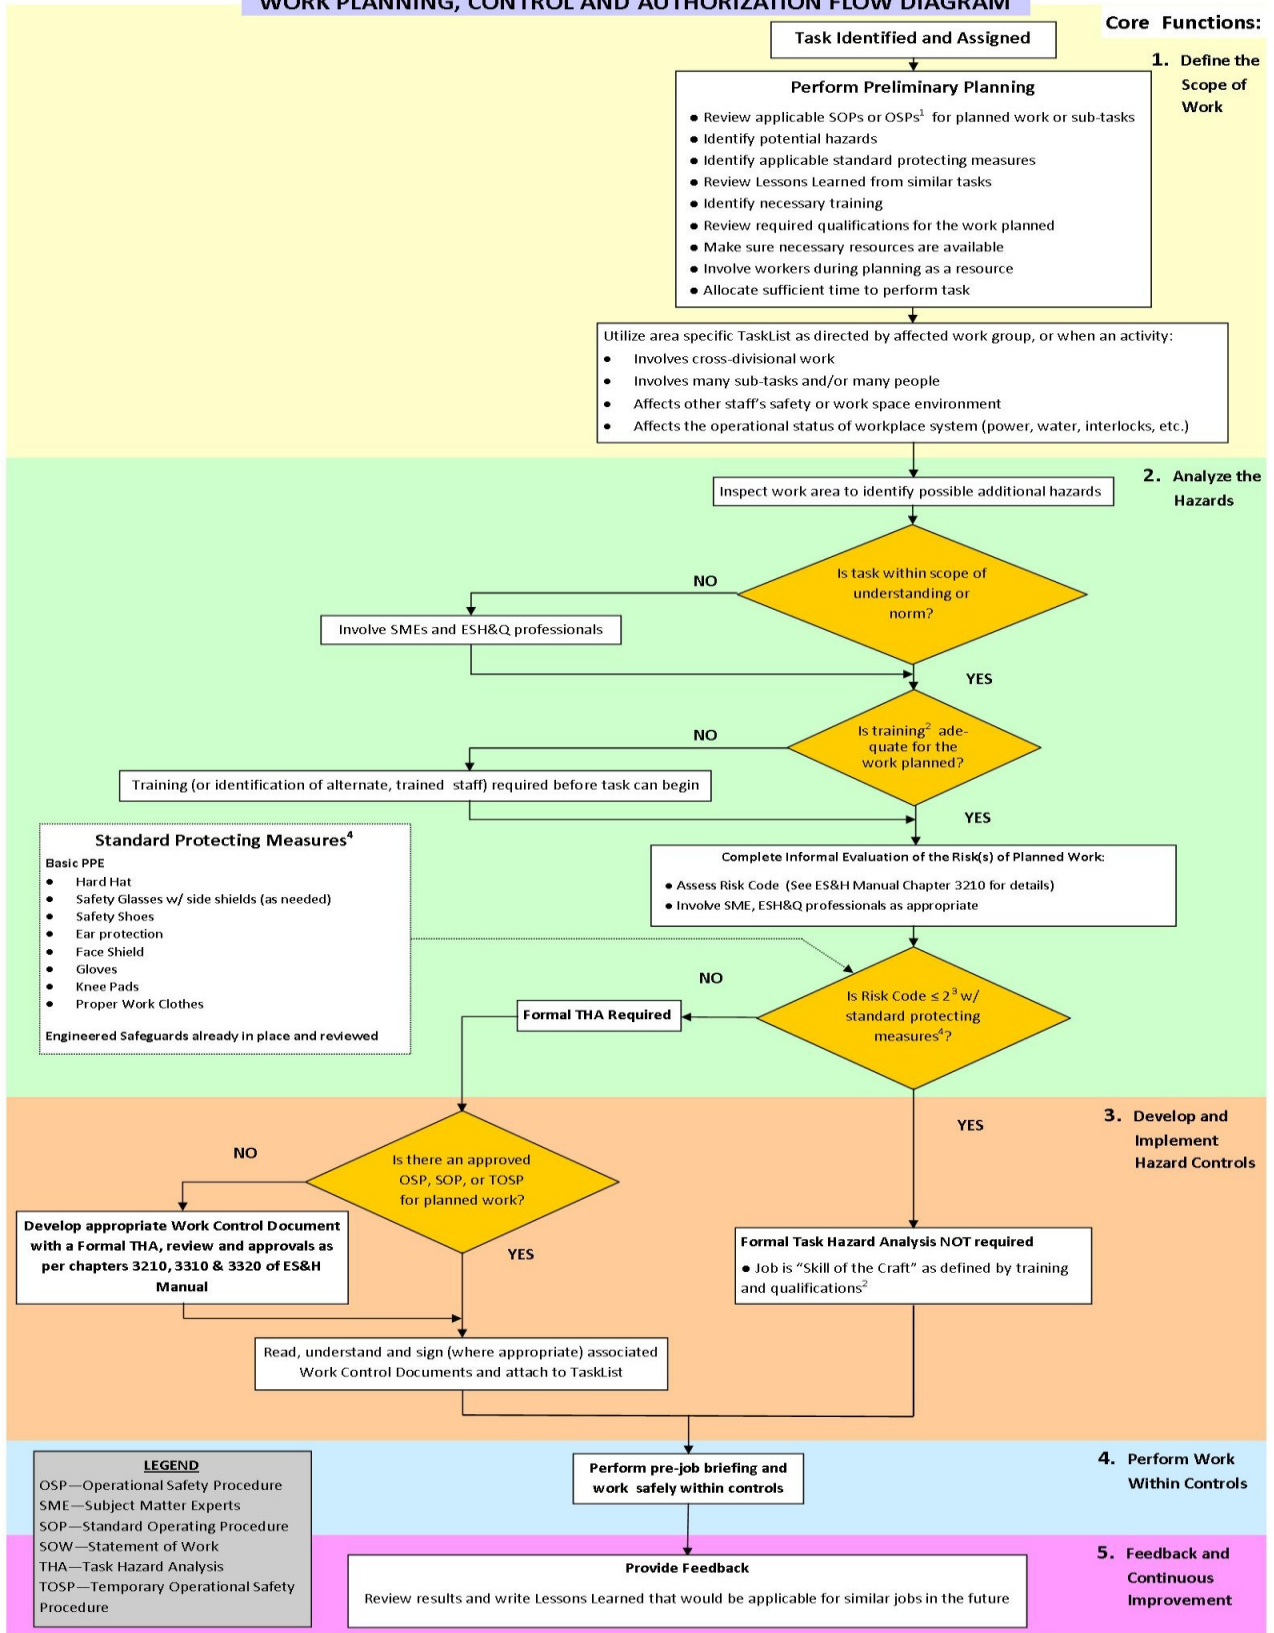 WORK PLANNING, CONTROL AND AUTHORIZATION FLOW DIAGRAM
Core Functions:
Task Identified and Assigned
1. Define the
Scope of
Work
Perform Preliminary Planning
● Review applicable SOPs or OSPs¹ for planned work or sub-tasks
● Identify potential hazards
● Identify applicable standard protecting measures
● Review Lessons Learned from similar tasks
● Identify necessary training
● Review required qualifications for the work planned
● Make sure necessary resources are available
● Involve workers during planning as a resource
● Allocate sufficient time to perform task
Utilize area specific TaskList as directed by affected work group, or when an activity:
● Involves cross-divisional work
● Involves many sub-tasks and/or many people
● Affects other staff’s safety or work space environment
● Affects the operational status of workplace system (power, water, interlocks, etc.)
2. Analyze the
Hazards
Inspect work area to identify possible additional hazards
Is task within scope of
understanding or
norm?
NO
Involve SMEs and ESH&Q professionals
YES
Is training² ade-
quate for the
work planned?
NO
Training (or identification of alternate, trained staff) required before task can begin
YES
Standard Protecting Measures⁴
Basic PPE
● Hard Hat
● Safety Glasses w/ side shields (as needed)
● Safety Shoes
● Ear protection
● Face Shield
● Gloves
● Knee Pads
● Proper Work Clothes
Engineered Safeguards already in place and reviewed
Complete Informal Evaluation of the Risk(s) of Planned Work:
● Assess Risk Code (See ES&H Manual Chapter 3210 for details)
● Involve SME, ESH&Q professionals as appropriate
Is Risk Code ≤ 2³ w/
standard protecting
measures⁴?
NO
Formal THA Required
YES
3. Develop and
Implement
Hazard Controls
Is there an approved
OSP, SOP, or TOSP
for planned work?
NO
Develop appropriate Work Control Document
with a Formal THA, review and approvals as
per chapters 3210, 3310 & 3320 of ES&H
Manual
YES
Formal Task Hazard Analysis NOT required
● Job is “Skill of the Craft” as defined by training
and qualifications²
Read, understand and sign (where appropriate) associated
Work Control Documents and attach to TaskList
4. Perform Work
Within Controls
Perform pre-job briefing and
work safely within controls
LEGEND
OSP—Operational Safety Procedure
SME—Subject Matter Experts
SOP—Standard Operating Procedure
SOW—Statement of Work
THA—Task Hazard Analysis
TOSP—Temporary Operational Safety
Procedure
5. Feedback and
Continuous
Improvement
Provide Feedback
Review results and write Lessons Learned that would be applicable for similar jobs in the future